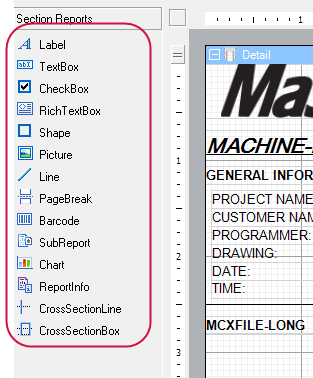 Section Reports
Label
TextBox
CheckBox
RichTextBox
Shape
Picture
Line
PageBreak
Barcode
SubReport
Chart
ReportInfo
CrossSectionLine
CrossSectionBox
1
Detail
Mas
MACHINE-
1
GENERAL INFOR
PROJECT NAME
CUSTOMER NAM
PROGRAMMER:
DRAWING:
2
DATE:
TIME:
MCXFILE-LONG
3